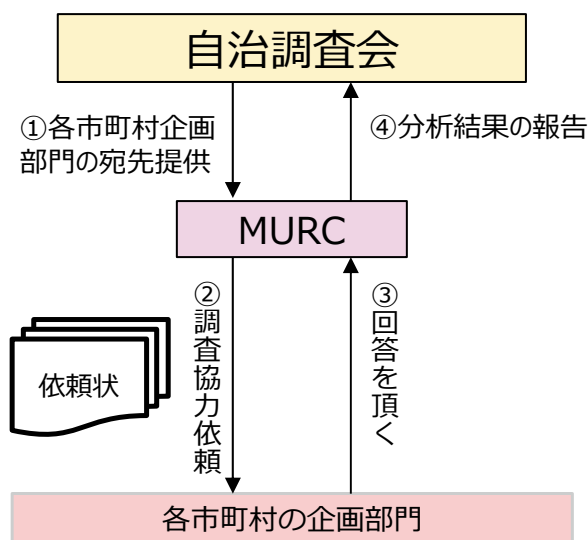 自治調査会
①各市町村企画
部門の宛先提供
④分析結果の報告
MURC
②調査協力依頼
③回答を頂く
依頼状
各市町村の企画部門